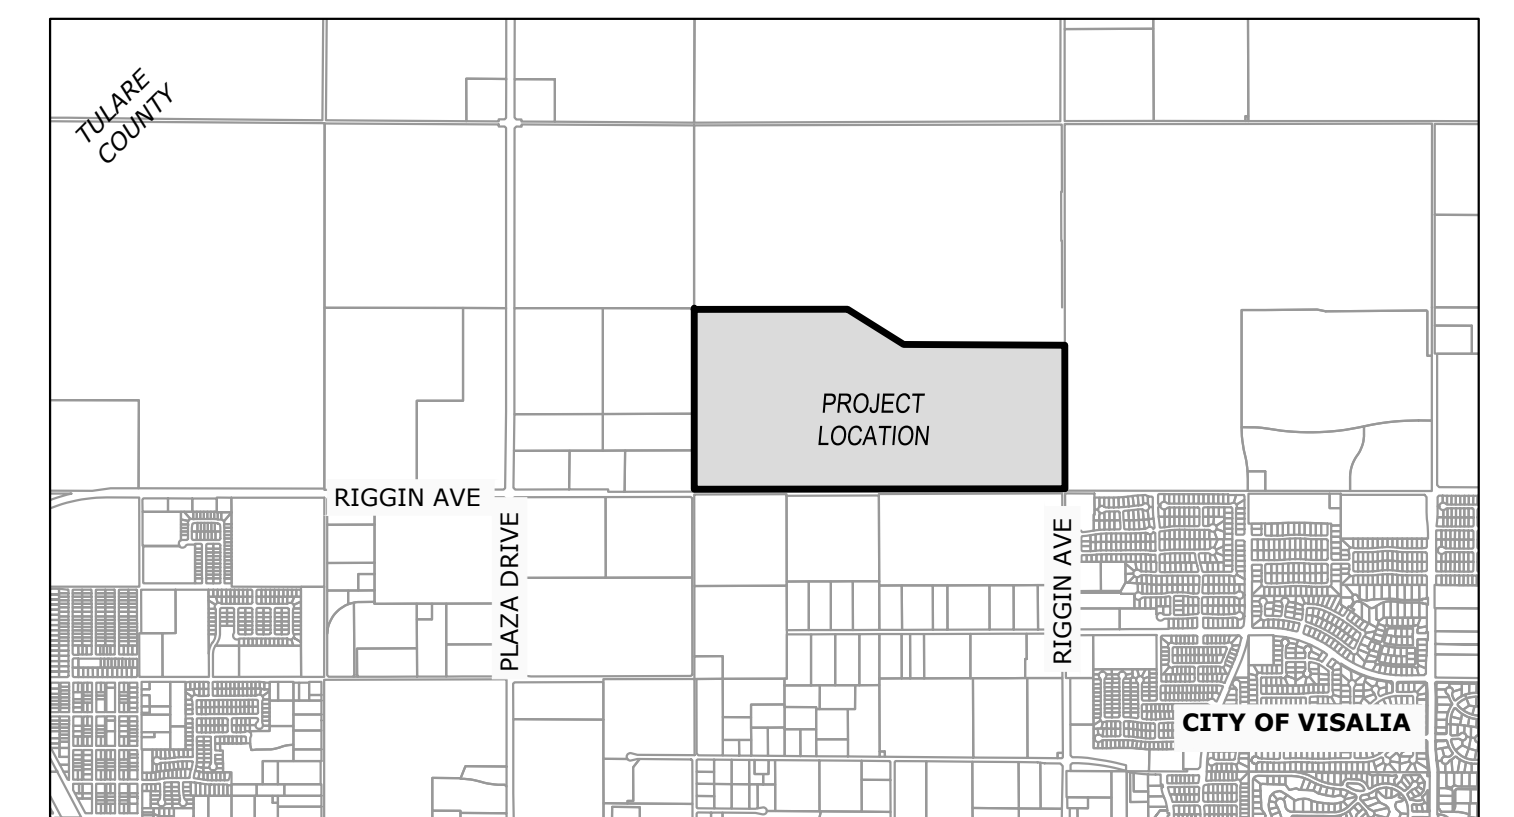 TULARE
COUNTY
PROJECT
LOCATION
RIGGIN AVE
PLAZA DRIVE
RIGGIN AVE
CITY OF VISALIA